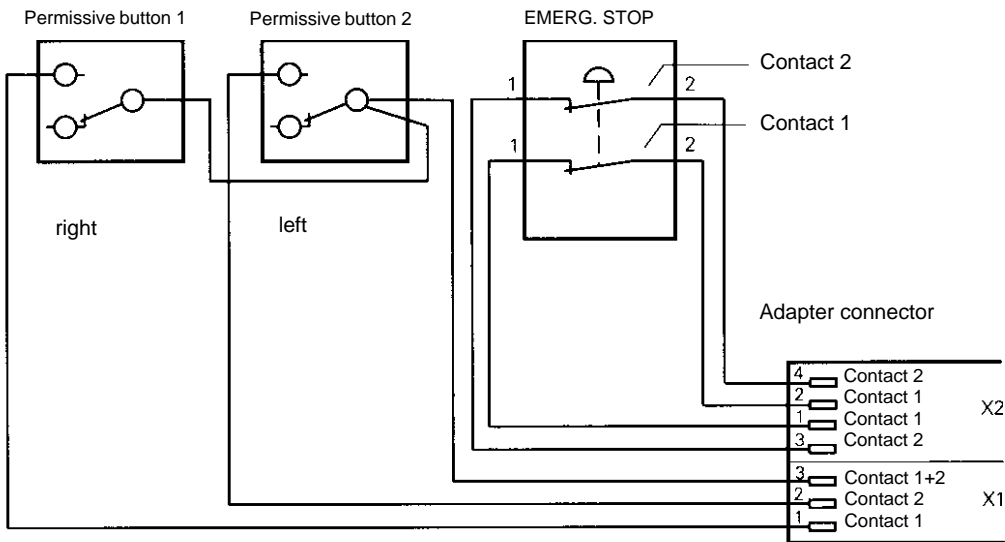 Permissive button 1
Permissive button 2
EMERG. STOP
1
2
Contact 2
1
2
Contact 1
right
left
Adapter connector
4 Contact 2
2 Contact 1
1 Contact 1
3 Contact 2
X2
3 Contact 1+2
2 Contact 2
1 Contact 1
X1